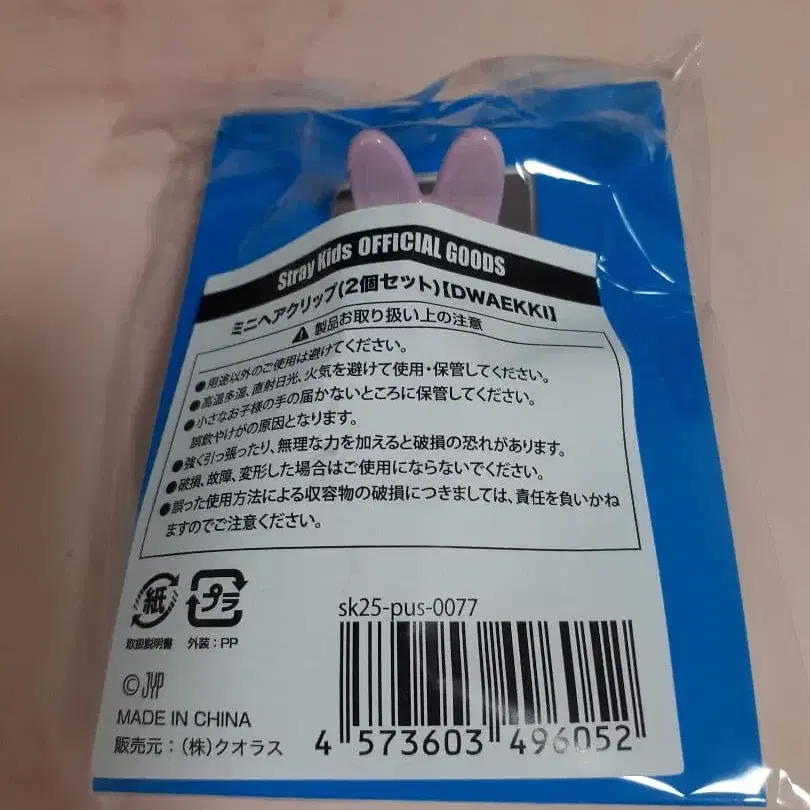 Stray Kids OFFICIAL GOODS
ミニヘアクリップ(2個セット)【DWAEKKI】
製品お取り扱い上の注意
●用途以外のご使用は避けてください。
●高温多湿、直射日光、火気を避けて使用・保管してください。
●小さなお子様の手の届かないところに保管してください。
誤飲やけがの原因となります。
●強く引っ張ったり、無理な力を加えると破損の恐れがあります。
●破損、故障、変形した場合はご使用にならないでください。
●誤った使用方法による収容物の破損につきましては、責任を負いかね
ますのでご注意ください。
紙
プラ
取扱説明書
外装：PP
sk25-pus-0077
© JYP
MADE IN CHINA
販売元：(株)クオラス
4 573603 496052